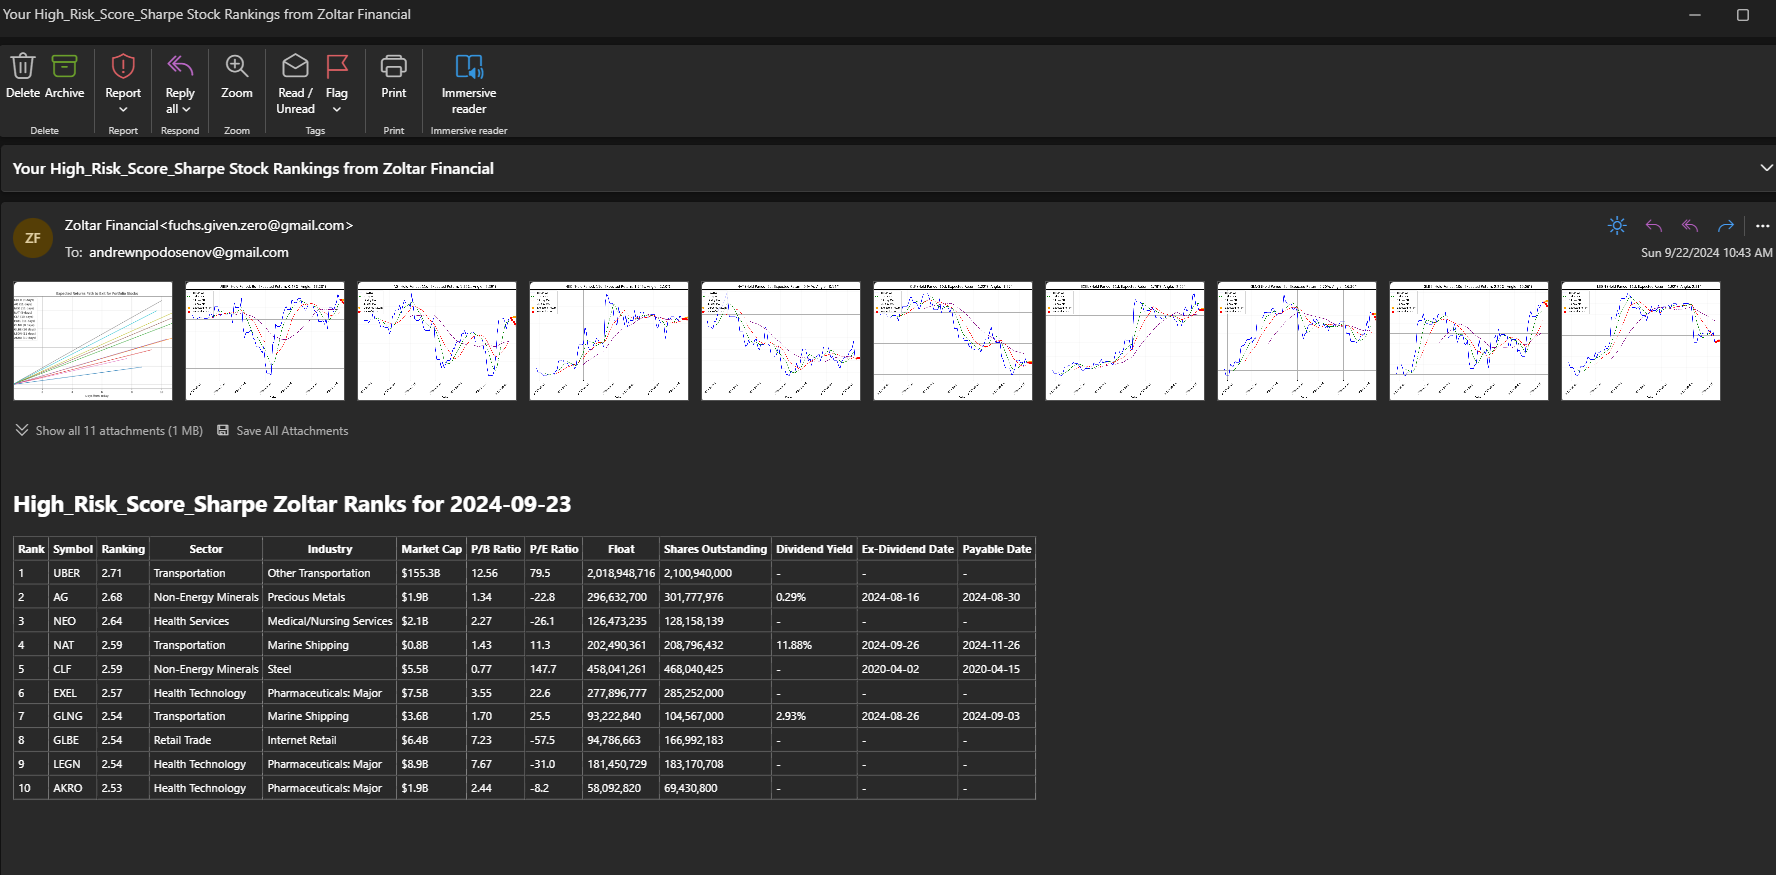 Your High_Risk_Score_Sharpe Stock Rankings from Zoltar Financial
Delete Archive Report Reply all Zoom Read / Unread Flag Print Immersive reader
Delete Report Respond Zoom Tags Print Immersive reader
Your High_Risk_Score_Sharpe Stock Rankings from Zoltar Financial
ZF
Zoltar Financial<fuchs.given.zero@gmail.com>
To: andrewnpodosenov@gmail.com
Sun 9/22/2024 10:43 AM
Show all 11 attachments (1 MB) Save All Attachments
High_Risk_Score_Sharpe Zoltar Ranks for 2024-09-23
Rank Symbol Ranking Sector Industry Market Cap P/B Ratio P/E Ratio Float Shares Outstanding Dividend Yield Ex-Dividend Date Payable Date
1 UBER 2.71 Transportation Other Transportation $155.3B 12.56 79.5 2,018,948,716 2,100,940,000 - - -
2 AG 2.68 Non-Energy Minerals Precious Metals $1.9B 1.34 -22.8 296,632,700 301,777,976 0.29% 2024-08-16 2024-08-30
3 NEO 2.64 Health Services Medical/Nursing Services $2.1B 2.27 -26.1 126,473,235 128,158,139 - - -
4 NAT 2.59 Transportation Marine Shipping $0.8B 1.43 11.3 202,490,361 208,796,432 11.88% 2024-09-26 2024-11-26
5 CLF 2.59 Non-Energy Minerals Steel $5.5B 0.77 147.7 458,041,261 468,040,425 - 2020-04-02 2020-04-15
6 EXEL 2.57 Health Technology Pharmaceuticals: Major $7.5B 3.55 22.6 277,896,777 285,252,000 - - -
7 GLNG 2.54 Transportation Marine Shipping $3.6B 1.70 25.5 93,222,840 104,567,000 2.93% 2024-08-26 2024-09-03
8 GLBE 2.54 Retail Trade Internet Retail $6.4B 7.23 -57.5 94,786,663 166,992,183 - - -
9 LEGN 2.54 Health Technology Pharmaceuticals: Major $8.9B 7.67 -31.0 181,450,729 183,170,708 - - -
10 AKRO 2.53 Health Technology Pharmaceuticals: Major $1.9B 2.44 -8.2 58,092,820 69,430,800 - - -